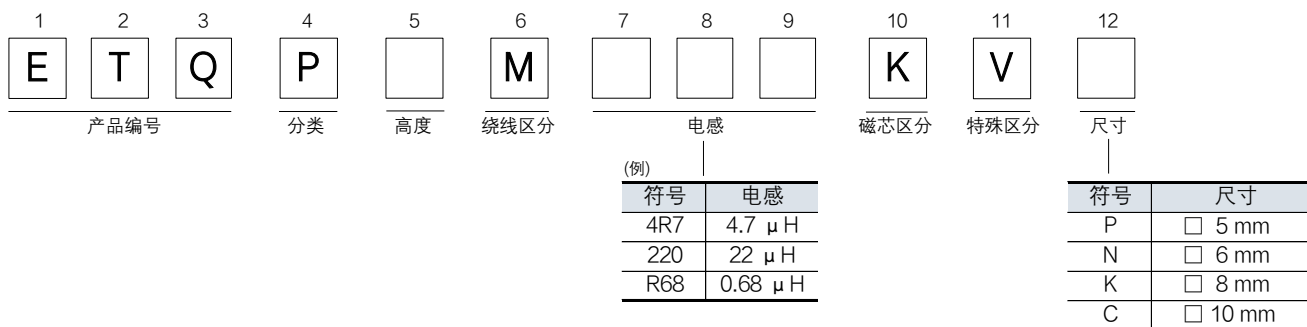 1 2 3 4 5 6 7 8 9 10 11 12
E T Q P M K V
产品编号 分类 高度 绕线区分 电感 磁芯区分 特殊区分 尺寸
(例)
符号 电感
4R7 4.7 μH
220 22 μH
R68 0.68 μH
符号 尺寸
P □ 5 mm
N □ 6 mm
K □ 8 mm
C □ 10 mm